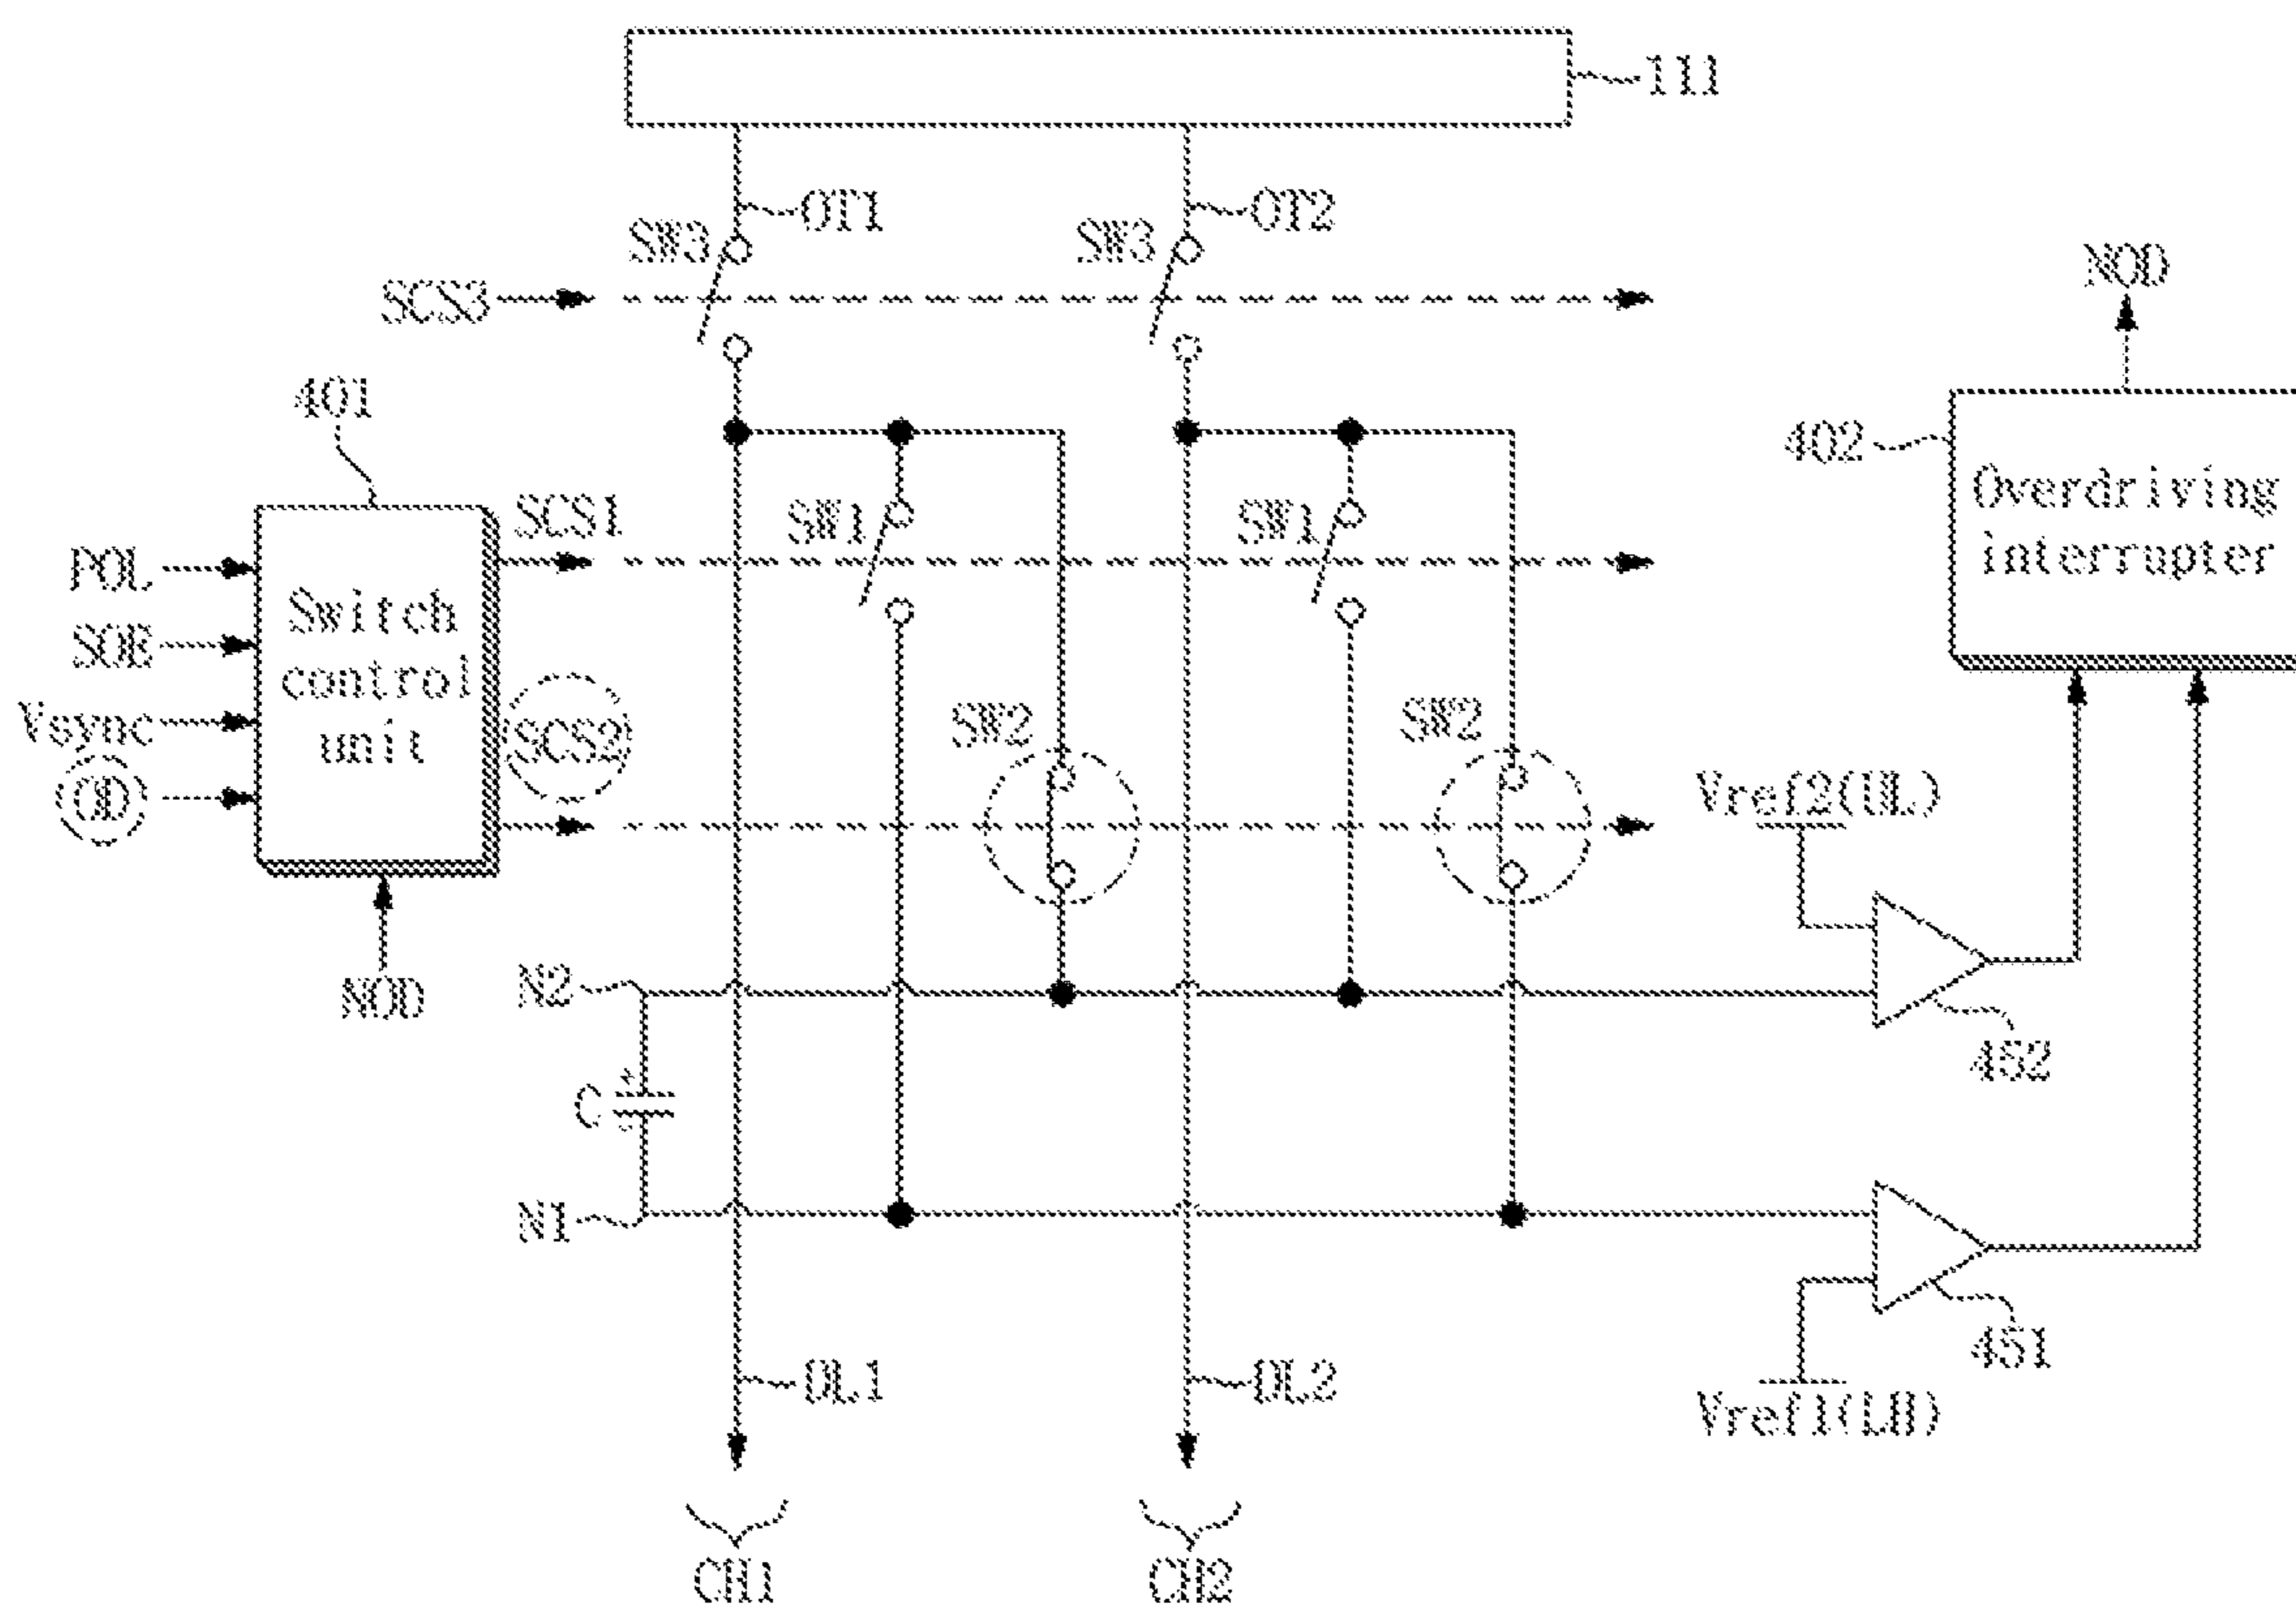 111
OT1
OT2
SW3
SW3
SCS3
NOD
401
402
Overdriving
interrupter
SCS1
SW1
SW1
POL
SOE
Vsync
OD
Switch
control
unit
SCS2
SW2
SW2
Vref2(UL)
NOD
N2
452
C
+
-
N1
451
Vref1(LH)
DL1
DL2
CH1
CH2